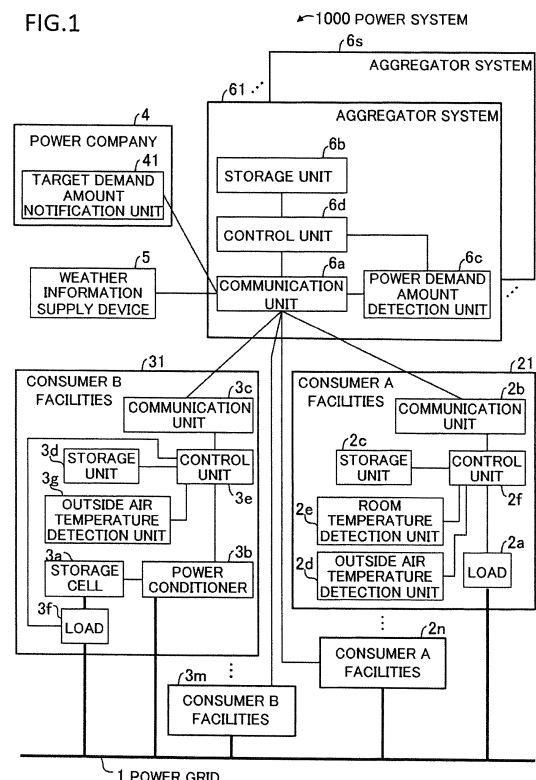 FIG.1
1000 POWER SYSTEM
6s
AGGREGATOR SYSTEM
61
AGGREGATOR SYSTEM
4
POWER COMPANY
41
TARGET DEMAND
AMOUNT
NOTIFICATION UNIT
6b
STORAGE UNIT
6d
CONTROL UNIT
6a
COMMUNICATION
UNIT
6c
POWER DEMAND
AMOUNT
DETECTION UNIT
5
WEATHER
INFORMATION
SUPPLY DEVICE
31
CONSUMER B
FACILITIES
3c
COMMUNICATION
UNIT
3d
STORAGE
UNIT
CONTROL
UNIT
3e
3g
OUTSIDE AIR
TEMPERATURE
DETECTION UNIT
3a
STORAGE
CELL
3b
POWER
CONDITIONER
3f
LOAD
21
CONSUMER A
FACILITIES
2b
COMMUNICATION
UNIT
2c
STORAGE
UNIT
CONTROL
UNIT
2f
2e
ROOM
TEMPERATURE
DETECTION UNIT
2d
OUTSIDE AIR
TEMPERATURE
DETECTION UNIT
2a
LOAD
2n
CONSUMER A
FACILITIES
3m
CONSUMER B
FACILITIES
1 POWER GRID